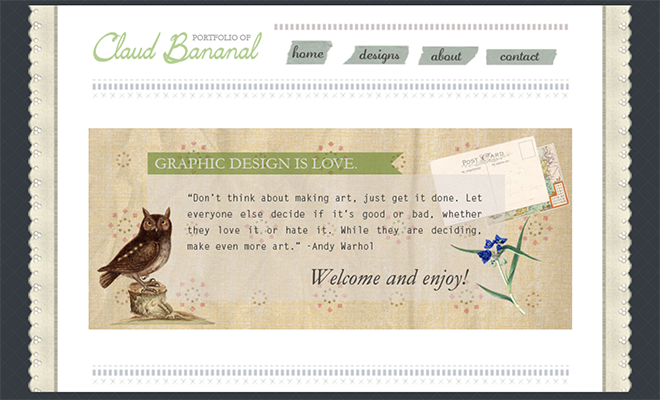 PORTFOLIO OF
Claud Bananal
home
designs
about
contact
GRAPHIC DESIGN IS LOVE.
POST CARD
“Don’t think about making art, just get it done. Let
everyone else decide if it’s good or bad, whether
they love it or hate it. While they are deciding,
make even more art.” -Andy Warhol
Welcome and enjoy!